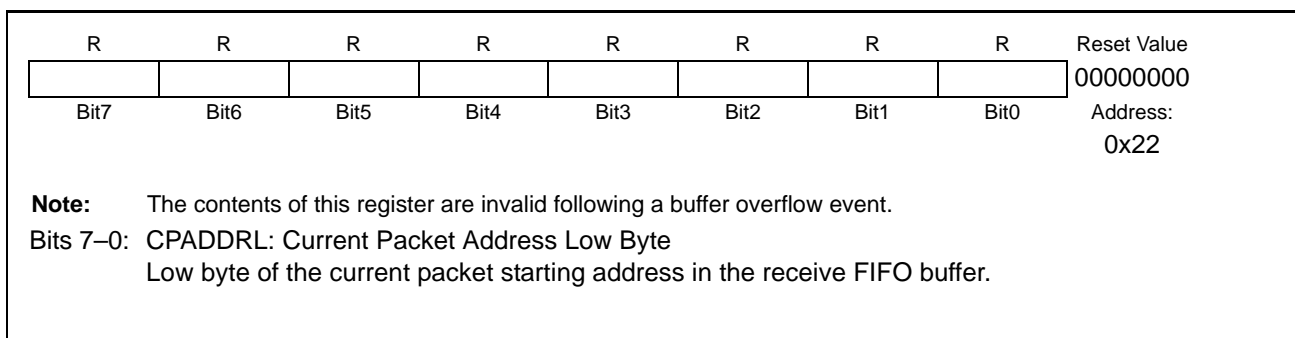 R R R R R R R R Reset Value
00000000
Bit7 Bit6 Bit5 Bit4 Bit3 Bit2 Bit1 Bit0 Address:
0x22
Note: The contents of this register are invalid following a buffer overflow event.
Bits 7–0: CPADDRL: Current Packet Address Low Byte
Low byte of the current packet starting address in the receive FIFO buffer.